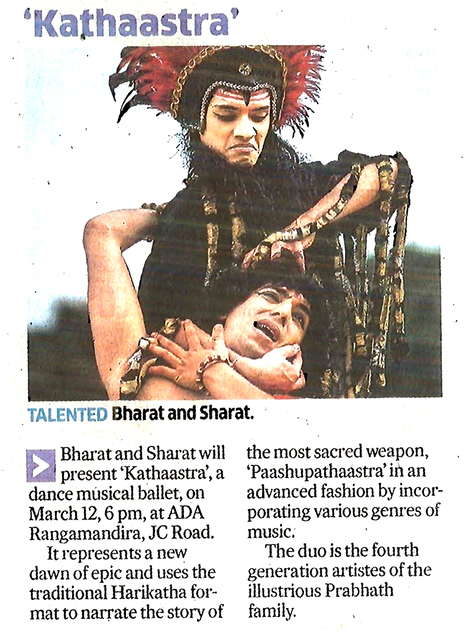 'Kathaastra'
TALENTED Bharat and Sharat.
Bharat and Sharat will
present 'Kathaastra', a
dance musical ballet, on
March 12, 6 pm, at ADA
Rangamandira, JC Road.
It represents a new
dawn of epic and uses the
traditional Harikatha for-
mat to narrate the story of
the most sacred weapon,
'Paashupathaastra' in an
advanced fashion by incor-
porating various genres of
music.
The duo is the fourth
generation artistes of the
illustrious Prabhath
family.